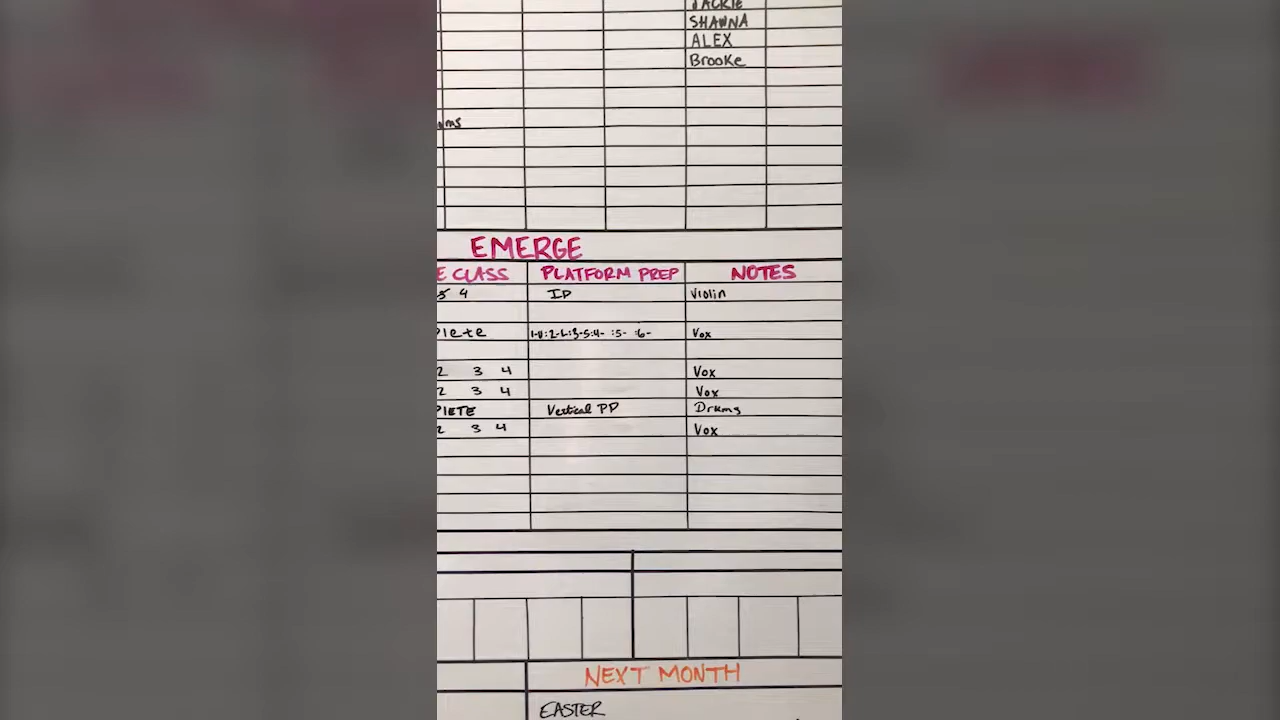 SHAWNA
ALEX
Brooke
EMERGE
E CLASS PLATFORM PREP NOTES
4 Violin
Vox
2 3 4 Vox
2 3 4 Vox
Vertical PP Drums
2 3 4 Vox
NEXT MONTH
EASTER